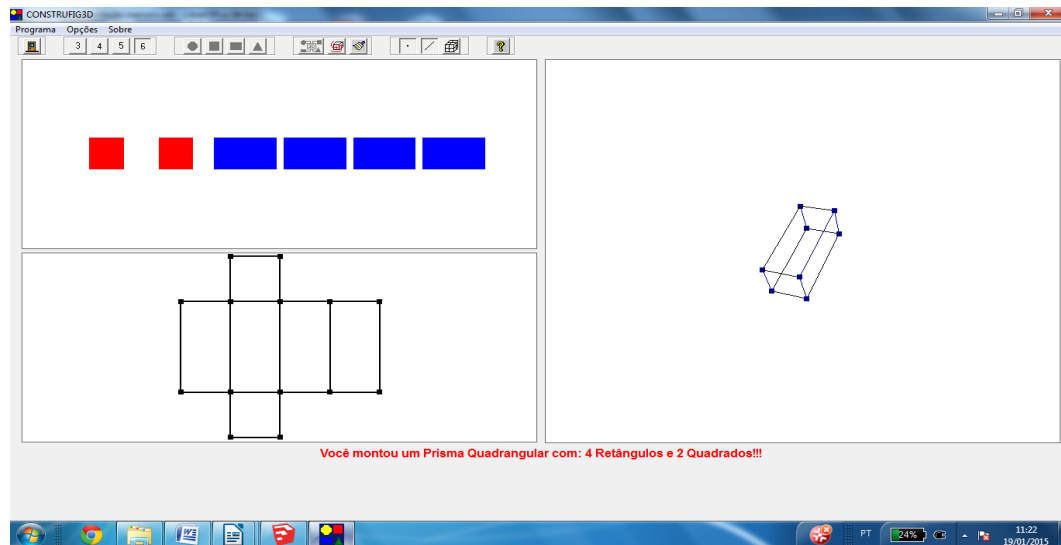 CONSTRUFIG3D
Programa Opções Sobre
3 4 5 6
Você montou um Prisma Quadrangular com: 4 Retângulos e 2 Quadrados!!!
PT 24% 11:22
19/01/2015